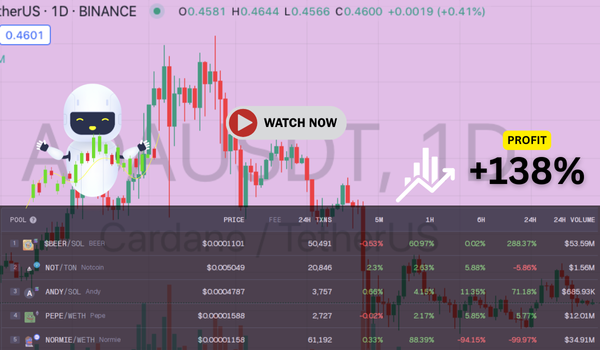 therUS · 1D · BINANCE O0.4581 H0.4644 L0.4566 C0.4600 +0.0019 (+0.41%)
0.4601
M
ADAUSDT, 1D
WATCH NOW
PROFIT
+138%
Cardano / TetherUS
POOL ? PRICE FEE 24H TXNS 5M 1H 6H 24H 24H VOLUME
1 $BEER/SOL BEER $0.0001101 50,491 -0.53% 60.97% 0.02% 288.37% $53.59M
2 NOT/TON Notcoin $0.005049 20,846 2.3% 2.63% 5.88% -5.86% $1.56M
3 ANDY/SOL Andy $0.0004787 3,757 0.66% 4.15% 11.35% 71.18% $685.93K
4 PEPE/WETH Pepe $0.00001588 2,727 -0.02% 2.17% 5.85% 5.77% $12.01M
5 NORMIE/WETH Normie $0.00001158 61,192 0.33% 88.39% -94.15% -99.97% $34.91M